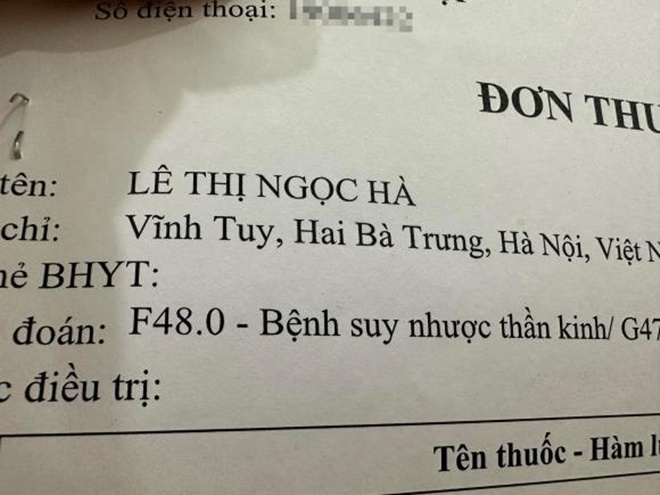 Số điện thoại:
ĐƠN THU
tên: LÊ THỊ NGỌC HÀ
chỉ: Vĩnh Tuy, Hai Bà Trưng, Hà Nội, Việt N
hẻ BHYT:
đoán: F48.0 - Bệnh suy nhược thần kinh/ G47
c điều trị:
Tên thuốc - Hàm lư